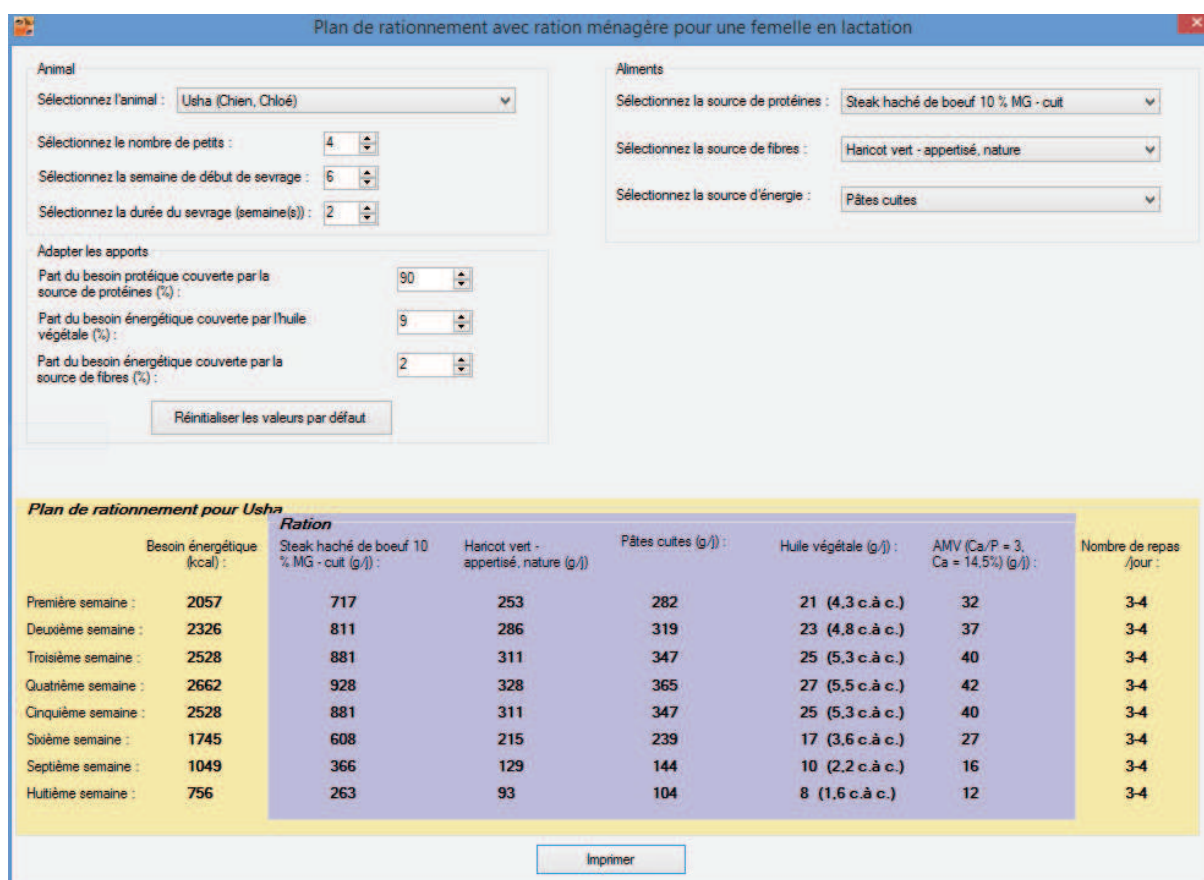 Plan de rationnement avec ration ménagère pour une femelle en lactation
Animal
Sélectionnez l'animal : Usha (Chien, Chloé)
Sélectionnez le nombre de petits : 4
Sélectionnez la semaine de début de sevrage : 6
Sélectionnez la durée du sevrage (semaine(s)) : 2
Aliments
Sélectionnez la source de protéines : Steak haché de boeuf 10 % MG - cuit
Sélectionnez la source de fibres : Haricot vert - appertisé, nature
Sélectionnez la source d'énergie : Pâtes cuites
Adapter les apports
Part du besoin protéique couverte par la
source de protéines (%) : 90
Part du besoin énergétique couverte par l'huile
végétale (%) : 9
Part du besoin énergétique couverte par la
source de fibres (%) : 2
Réinitialiser les valeurs par défaut
Plan de rationnement pour Usha
Ration
Besoin énergétique
(kcal) :
Steak haché de boeuf 10
% MG - cuit (g/j) :
Haricot vert -
appertisé, nature (g/j)
Pâtes cuites (g/j) :
Huile végétale (g/j) :
AMV (Ca/P = 3,
Ca = 14,5%) (g/j) :
Nombre de repas
/jour :
Première semaine : 2057 717 253 282 21 (4,3 c.à c.) 32 3-4
Deuxième semaine : 2326 811 286 319 23 (4,8 c.à c.) 37 3-4
Troisième semaine : 2528 881 311 347 25 (5,3 c.à c.) 40 3-4
Quatrième semaine : 2662 928 328 365 27 (5,5 c.à c.) 42 3-4
Cinquième semaine : 2528 881 311 347 25 (5,3 c.à c.) 40 3-4
Sixième semaine : 1745 608 215 239 17 (3,6 c.à c.) 27 3-4
Septième semaine : 1049 366 129 144 10 (2,2 c.à c.) 16 3-4
Huitième semaine : 756 263 93 104 8 (1,6 c.à c.) 12 3-4
Imprimer